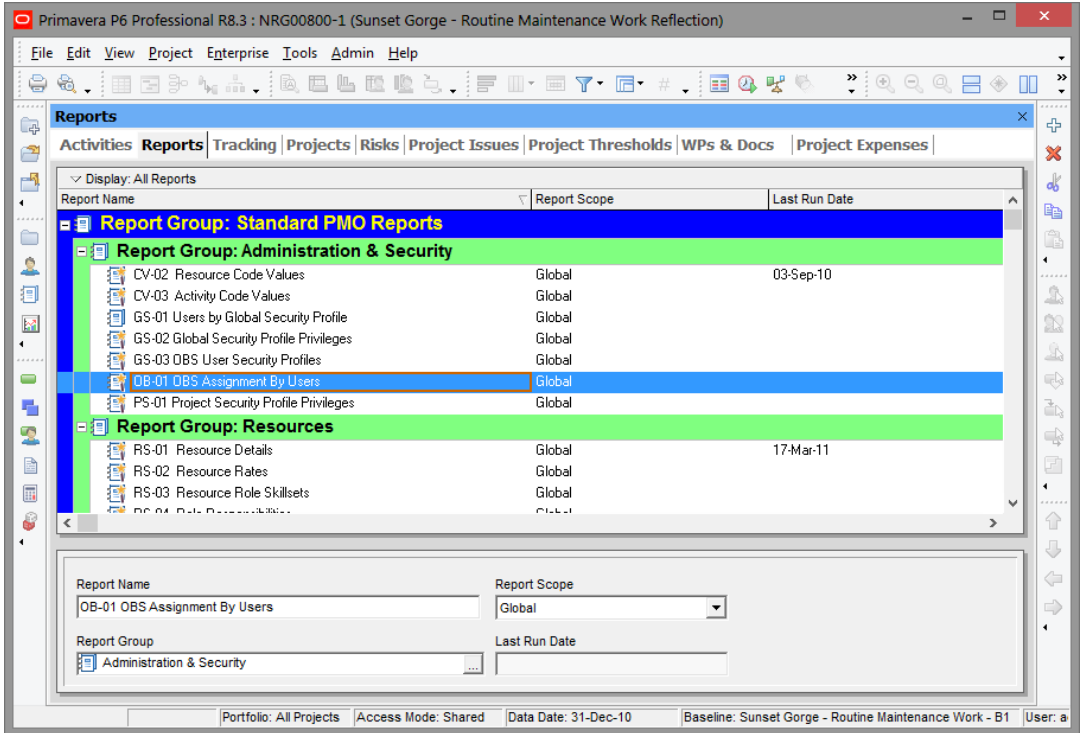 Primavera P6 Professional R8.3 : NRG00800-1 (Sunset Gorge - Routine Maintenance Work Reflection)
File Edit View Project Enterprise Tools Admin Help
Reports
Activities Reports Tracking Projects Risks Project Issues Project Thresholds WPs & Docs Project Expenses
Display: All Reports
Report Name Report Scope Last Run Date
Report Group: Standard PMO Reports
Report Group: Administration & Security
CV-02 Resource Code Values Global 03-Sep-10
CV-03 Activity Code Values Global
GS-01 Users by Global Security Profile Global
GS-02 Global Security Profile Privileges Global
GS-03 OBS User Security Profiles Global
OB-01 OBS Assignment By Users Global
PS-01 Project Security Profile Privileges Global
Report Group: Resources
RS-01 Resource Details Global 17-Mar-11
RS-02 Resource Rates Global
RS-03 Resource Role Skillsets Global
RS-04 Role Responsibilities Global
Report Name Report Scope
OB-01 OBS Assignment By Users Global
Report Group Last Run Date
Administration & Security ...
Portfolio: All Projects Access Mode: Shared Data Date: 31-Dec-10 Baseline: Sunset Gorge - Routine Maintenance Work - B1 User: a